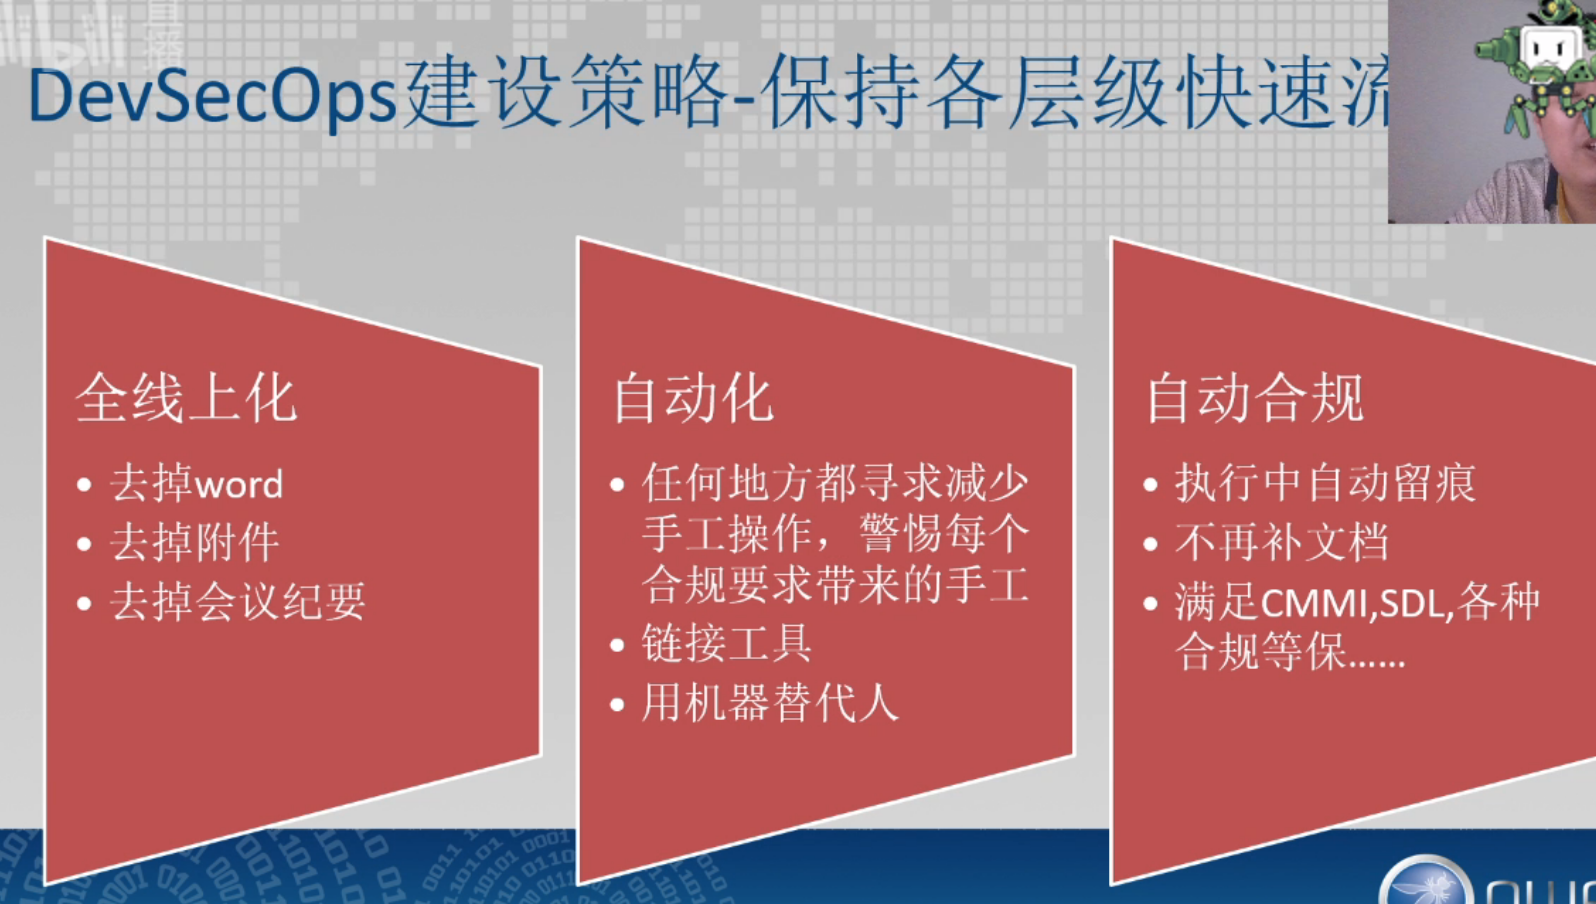 bilibili 直播
DevSecOps建设策略-保持各层级快速流
全线上化
• 去掉word
• 去掉附件
• 去掉会议纪要
自动化
• 任何地方都寻求减少
手工操作，警惕每个
合规要求带来的手工
• 链接工具
• 用机器替代人
自动合规
• 执行中自动留痕
• 不再补文档
• 满足CMMI,SDL,各种
合规等保......